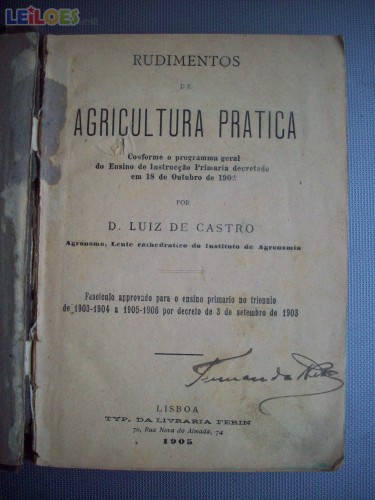 LEiLOES
RUDIMENTOS
DE
AGRICULTURA PRATICA
Conforme o programma geral
do Ensino de Instrucção Primaria decretado
em 18 de Outubro de 1902
POR
D. LUIZ DE CASTRO
Agronomo, Lente cathedratico do Instituto de Agronomia
Fasciculo approvado para o ensino primario no triennio
de 1903-1904 a 1905-1906 por decreto de 3 de setembro de 1903
Fernanda
LISBOA
TYP. DA LIVRARIA FERIN
70, Rua Nova do Almada, 74
1905